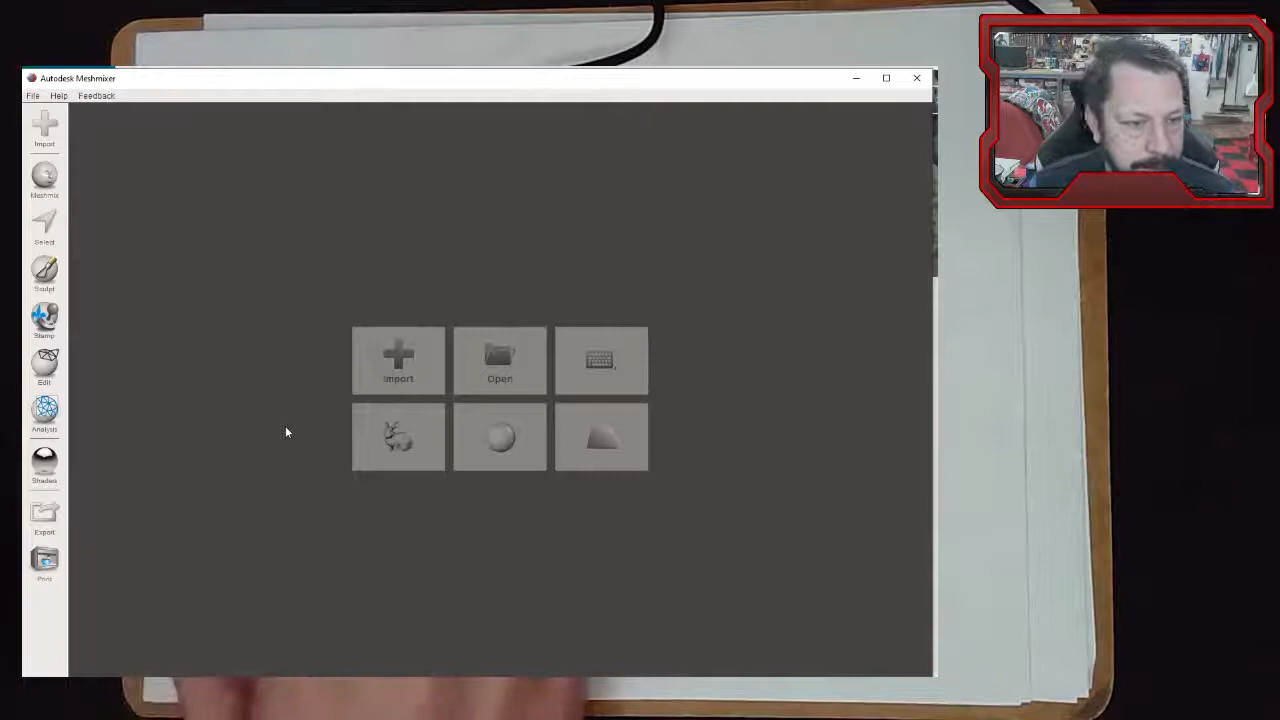 Autodesk Meshmixer
File Help Feedback
Import
Meshmix
Select
Sculpt
Stamp
Edit
Analysis
Shaders
Export
Print
Import
Open